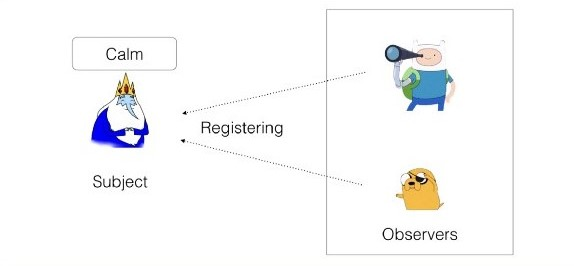 Calm
Registering
Subject
Observers